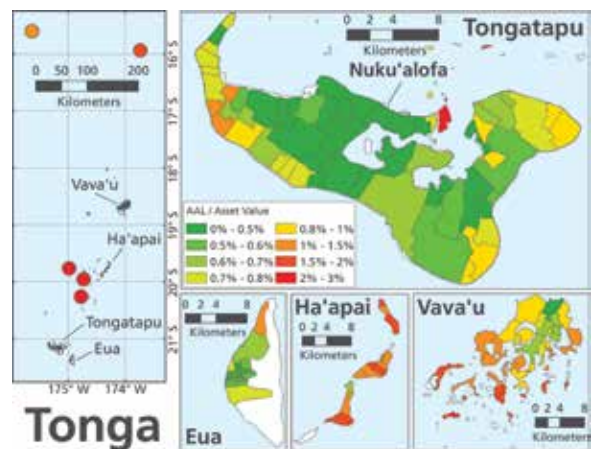 0 50 100 200
Kilometers
16° S
17° S
18° S
19° S
20° S
21° S
Vava'u
Ha'apai
Tongatapu
Eua
175° W 174° W
Tonga
0 2 4 8
Kilometers
Tongatapu
Nuku'alofa
AAL / Asset Value
0% - 0.5%
0.5% - 0.6%
0.6% - 0.7%
0.7% - 0.8%
0.8% - 1%
1% - 1.5%
1.5% - 2%
2% - 3%
0 2 4 8
Kilometers
Eua
Ha'apai
0 2 4 8
Kilometers
Vava'u
0 2 4 8
Kilometers